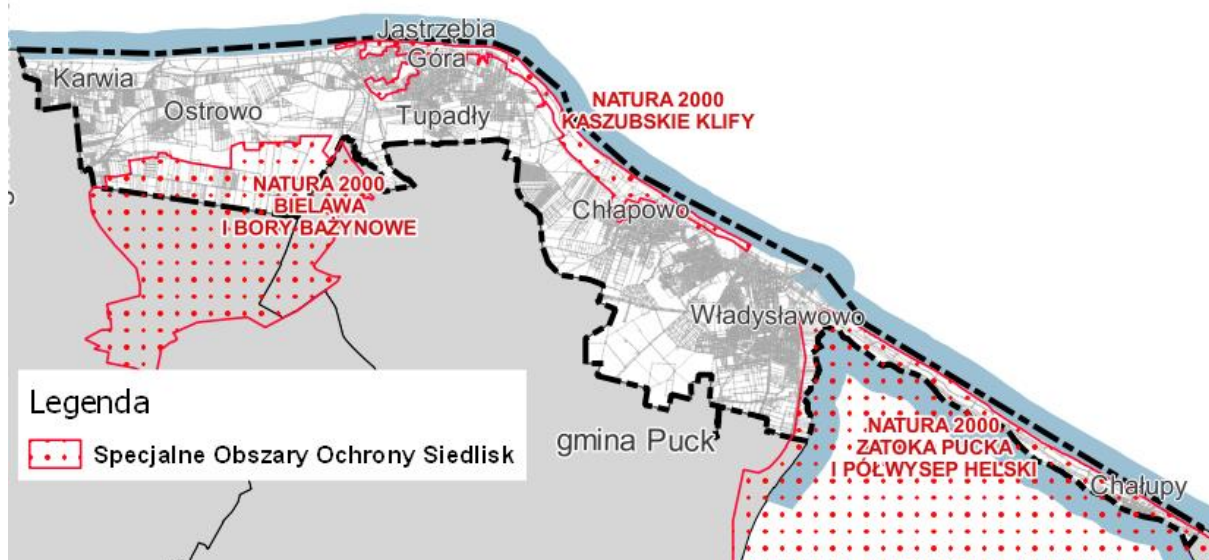 Jastrzębia
Góra
Karwia
Ostrowo
Tupadły
NATURA 2000
KASZUBSKIE KLIFY
NATURA 2000
BIELAWA
I BORY BAŻYNOWE
Chłapowo
Władysławowo
Legenda
Specjalne Obszary Ochrony Siedlisk
gmina Puck
NATURA 2000
ZATOKA PUCKA
I PÓŁWYSEP HELSKI
Chałupy